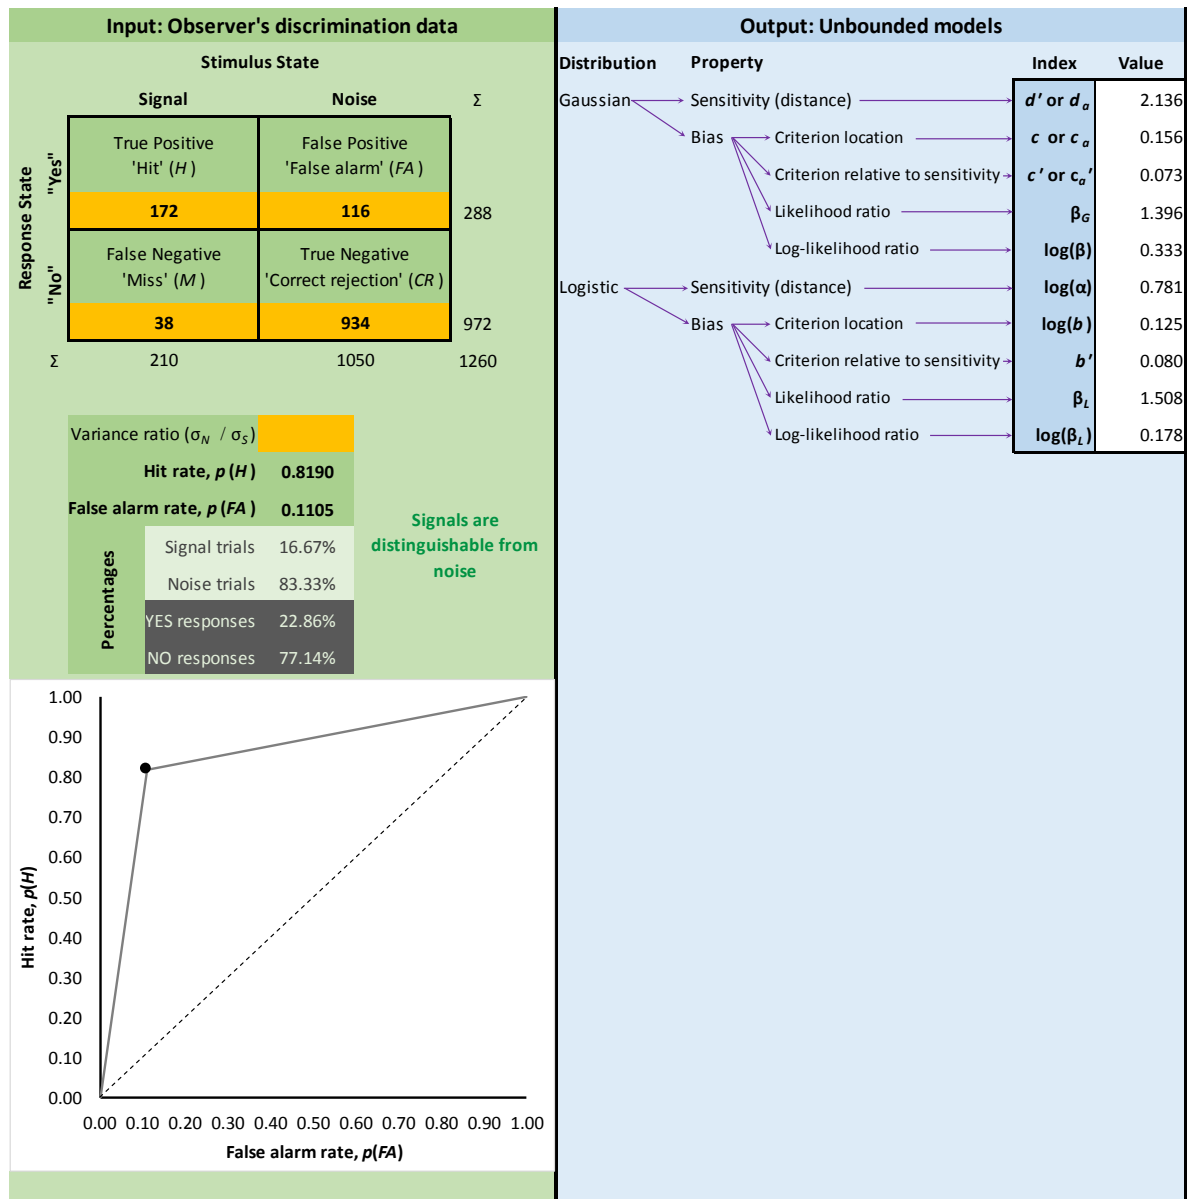 Input: Observer's discrimination data
Stimulus State
Signal Noise Σ
Response State
"Yes"
True Positive
'Hit' (H)
False Positive
'False alarm' (FA)
172 116 288
"No"
False Negative
'Miss' (M)
True Negative
'Correct rejection' (CR)
38 934 972
Σ 210 1050 1260
Variance ratio (σN / σS)
Hit rate, p(H) 0.8190
False alarm rate, p(FA) 0.1105
Percentages
Signal trials 16.67%
Noise trials 83.33%
YES responses 22.86%
NO responses 77.14%
Signals are
distinguishable from
noise
1.00
0.90
0.80
0.70
0.60
0.50
0.40
0.30
0.20
0.10
0.00
Hit rate, p(H)
0.00 0.10 0.20 0.30 0.40 0.50 0.60 0.70 0.80 0.90 1.00
False alarm rate, p(FA)
Output: Unbounded models
Distribution Property Index Value
Gaussian Sensitivity (distance) d' or da 2.136
Bias Criterion location c or ca 0.156
Criterion relative to sensitivity c' or ca' 0.073
Likelihood ratio βG 1.396
Log-likelihood ratio log(β) 0.333
Logistic Sensitivity (distance) log(α) 0.781
Bias Criterion location log(b) 0.125
Criterion relative to sensitivity b' 0.080
Likelihood ratio βL 1.508
Log-likelihood ratio log(βL) 0.178